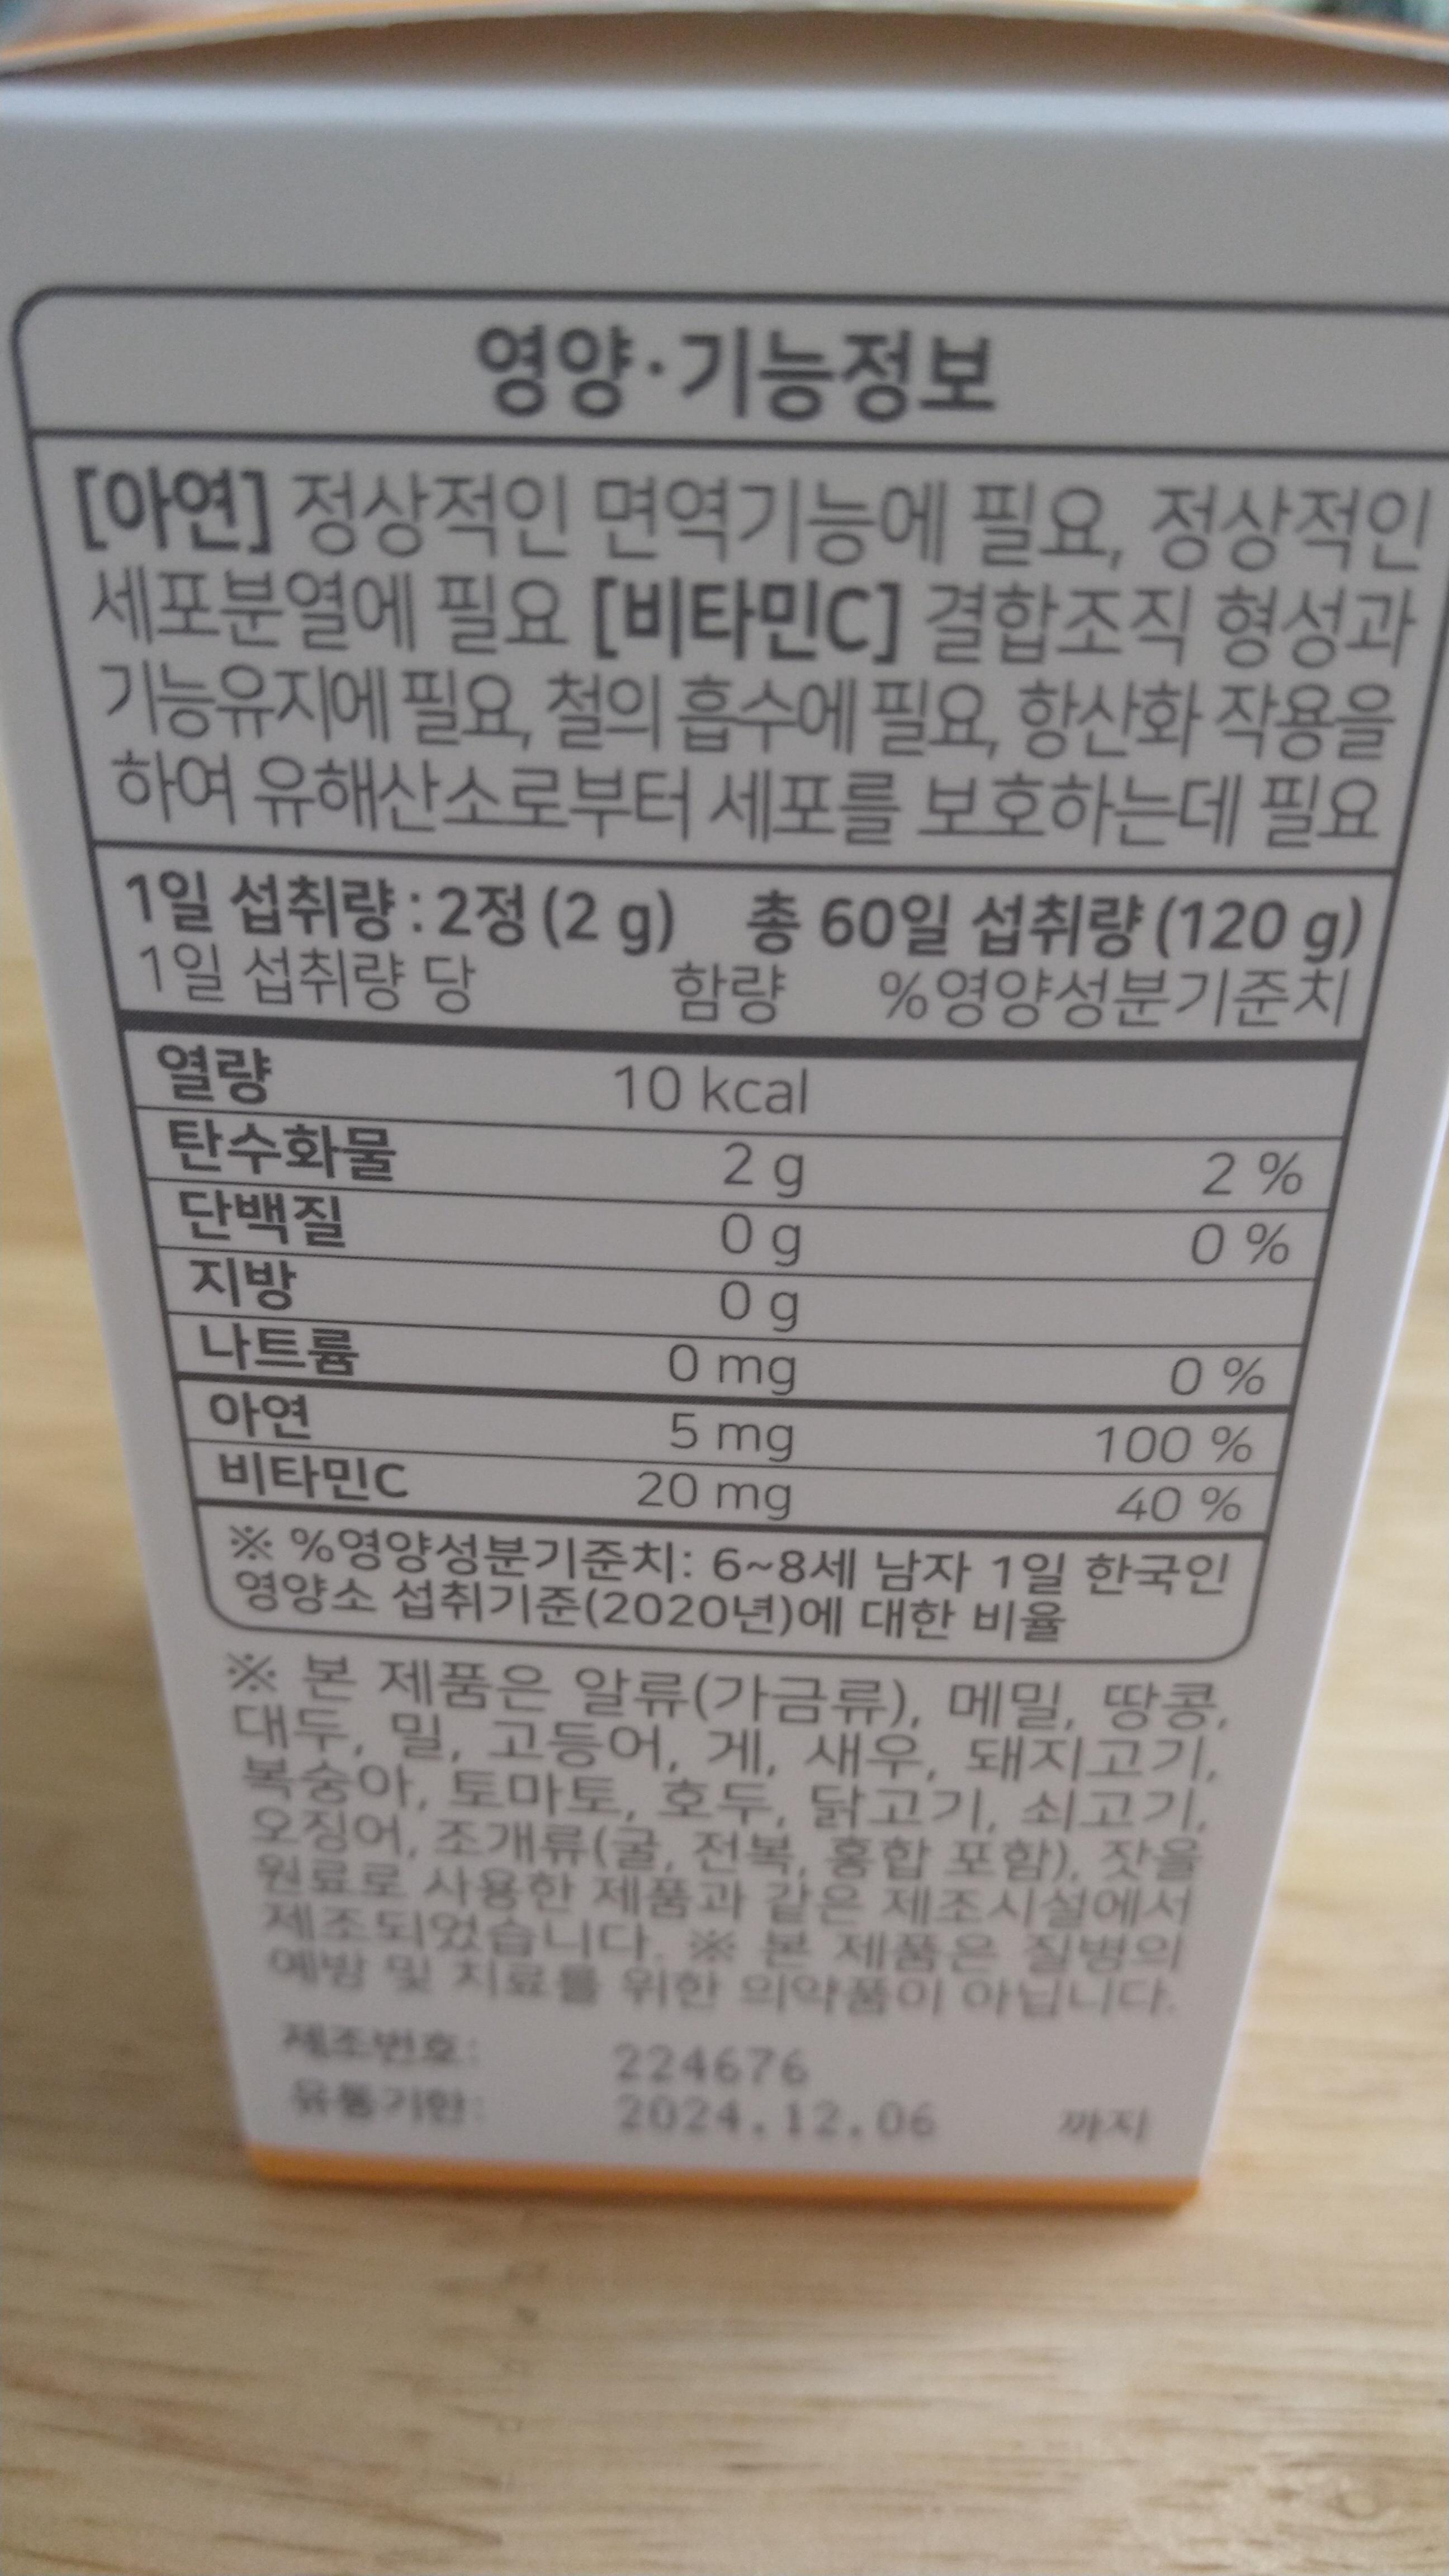 영양·기능정보
[아연] 정상적인 면역기능에 필요, 정상적인
세포분열에 필요 [비타민C] 결합조직 형성과
기능유지에 필요, 철의 흡수에 필요, 항산화 작용을
하여 유해산소로부터 세포를 보호하는데 필요
1일 섭취량 : 2정 (2 g) 총 60일 섭취량 (120 g)
1일 섭취량 당 함량 %영양성분기준치
열량 10 kcal
탄수화물 2 g 2 %
단백질 0 g 0 %
지방 0 g
나트륨 0 mg 0 %
아연 5 mg 100 %
비타민C 20 mg 40 %
※ %영양성분기준치: 6~8세 남자 1일 한국인
영양소 섭취기준(2020년)에 대한 비율
※ 본 제품은 알류(가금류), 메밀, 땅콩,
대두, 밀, 고등어, 게, 새우, 돼지고기,
복숭아, 토마토, 호두, 닭고기, 쇠고기,
오징어, 조개류(굴, 전복, 홍합 포함), 잣을
원료로 사용한 제품과 같은 제조시설에서
제조되었습니다. ※ 본 제품은 질병의
예방 및 치료를 위한 의약품이 아닙니다.
제조번호: 224676
유통기한: 2024.12.06 까지